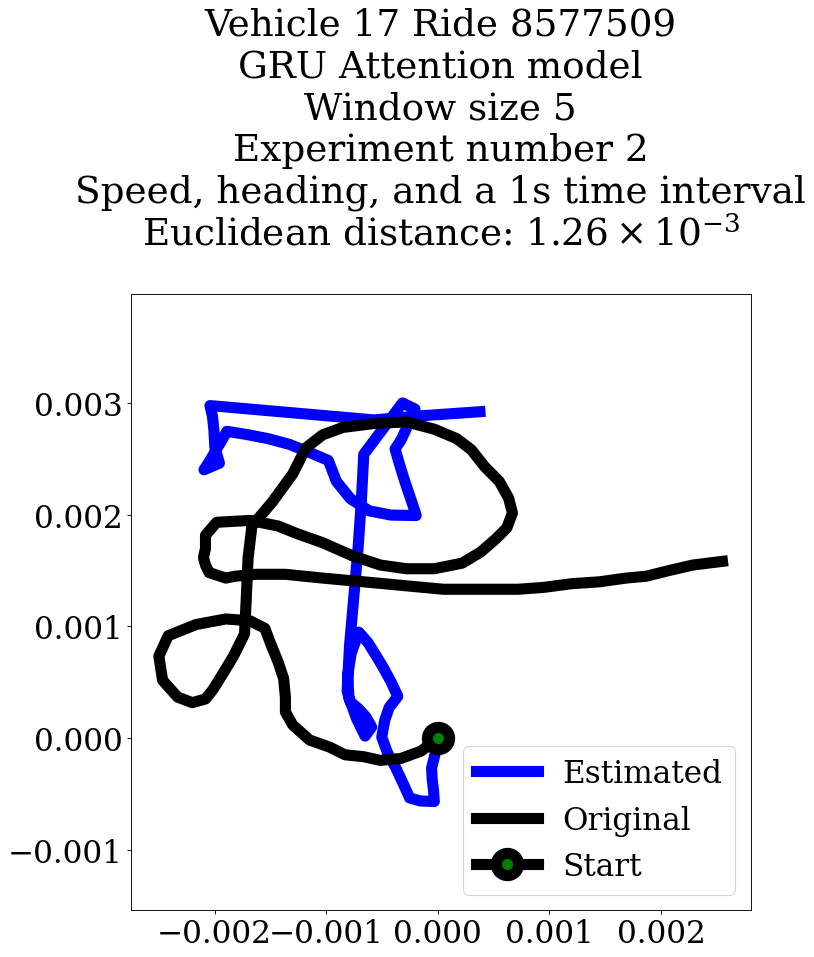 Vehicle 17 Ride 8577509
GRU Attention model
Window size 5
Experiment number 2
Speed, heading, and a 1s time interval
Euclidean distance: 1.26 × 10⁻³
0.003
0.002
0.001
0.000
−0.001
−0.002
−0.001
0.000
0.001
0.002
Estimated
Original
Start